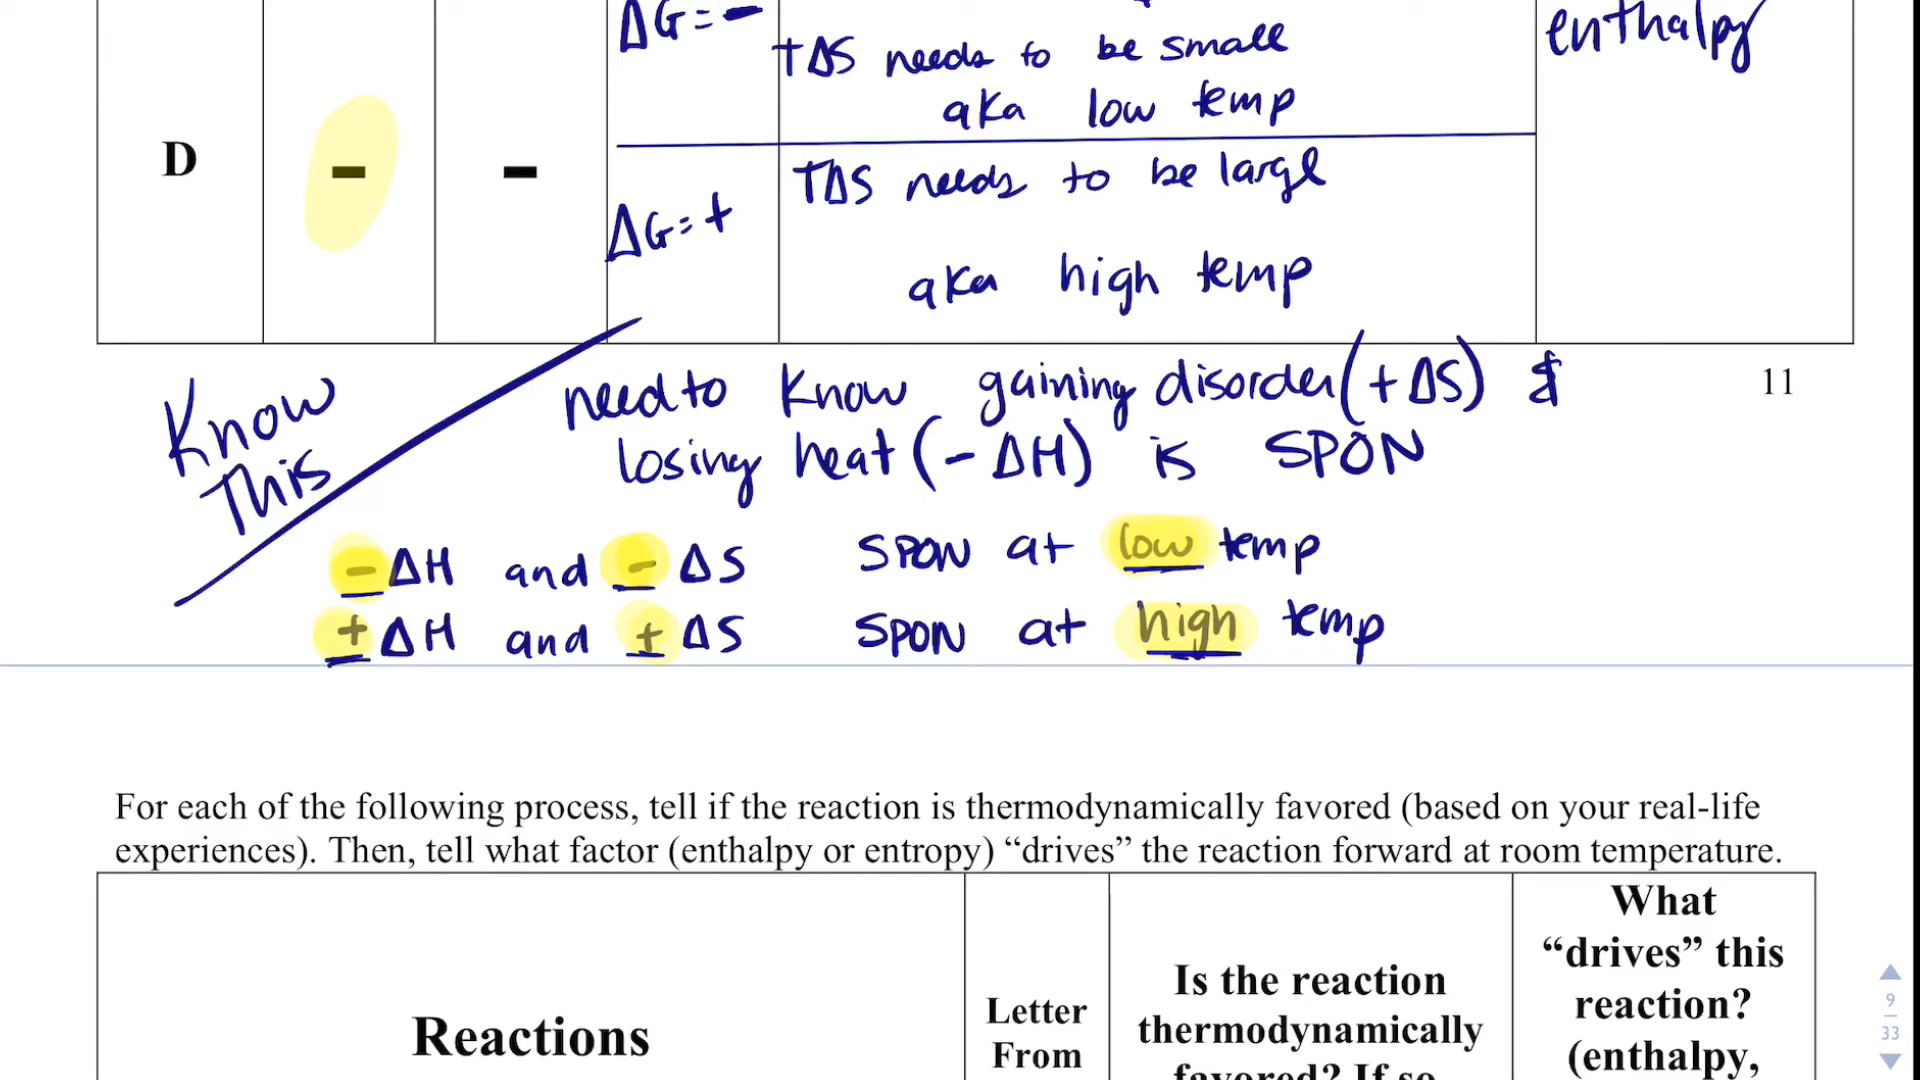 ΔG = -
TΔS needs to be small
aka low temp
enthalpy
D
-
-
TΔS needs to be large
ΔG = +
aka high temp
Know
This
need to know gaining disorder (+ΔS) &
losing heat (-ΔH) is SPON
11
-ΔH and -ΔS SPON at low temp
+ΔH and +ΔS SPON at high temp
For each of the following process, tell if the reaction is thermodynamically favored (based on your real-life
experiences). Then, tell what factor (enthalpy or entropy) “drives” the reaction forward at room temperature.
Reactions
Letter
From
Is the reaction
thermodynamically
favored? If so
What
“drives” this
reaction?
(enthalpy,
9
33